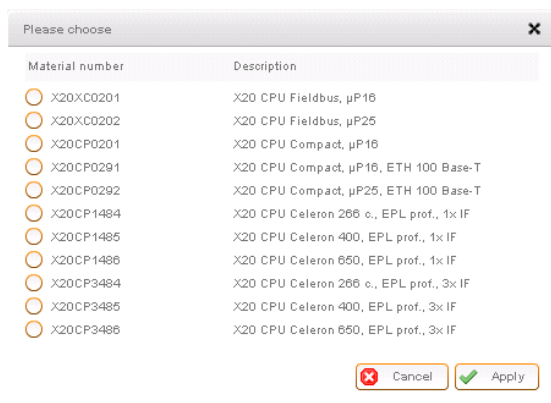 Please choose
Material number Description
X20XC0201 X20 CPU Fieldbus, µP16
X20XC0202 X20 CPU Fieldbus, µP25
X20CP0201 X20 CPU Compact, µP16
X20CP0291 X20 CPU Compact, µP16, ETH 100 Base-T
X20CP0292 X20 CPU Compact, µP25, ETH 100 Base-T
X20CP1484 X20 CPU Celeron 266 c., EPL prof., 1x IF
X20CP1485 X20 CPU Celeron 400, EPL prof., 1x IF
X20CP1486 X20 CPU Celeron 650, EPL prof., 1x IF
X20CP3484 X20 CPU Celeron 266 c., EPL prof., 3x IF
X20CP3485 X20 CPU Celeron 400, EPL prof., 3x IF
X20CP3486 X20 CPU Celeron 650, EPL prof., 3x IF
Cancel Apply